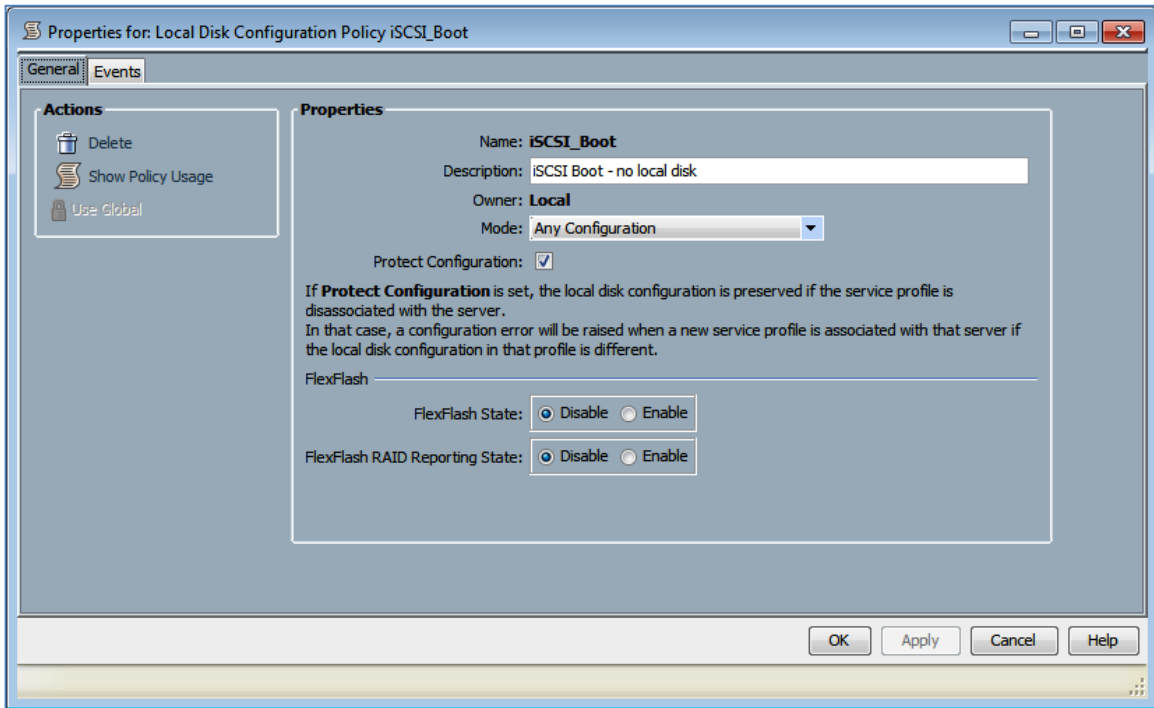 Properties for: Local Disk Configuration Policy iSCSI_Boot
General Events
Actions
Delete
Show Policy Usage
Use Global
Properties
Name: iSCSI_Boot
Description: iSCSI Boot - no local disk
Owner: Local
Mode: Any Configuration
Protect Configuration:
If Protect Configuration is set, the local disk configuration is preserved if the service profile is
disassociated with the server.
In that case, a configuration error will be raised when a new service profile is associated with that server if
the local disk configuration in that profile is different.
FlexFlash
FlexFlash State: Disable Enable
FlexFlash RAID Reporting State: Disable Enable
OK Apply Cancel Help